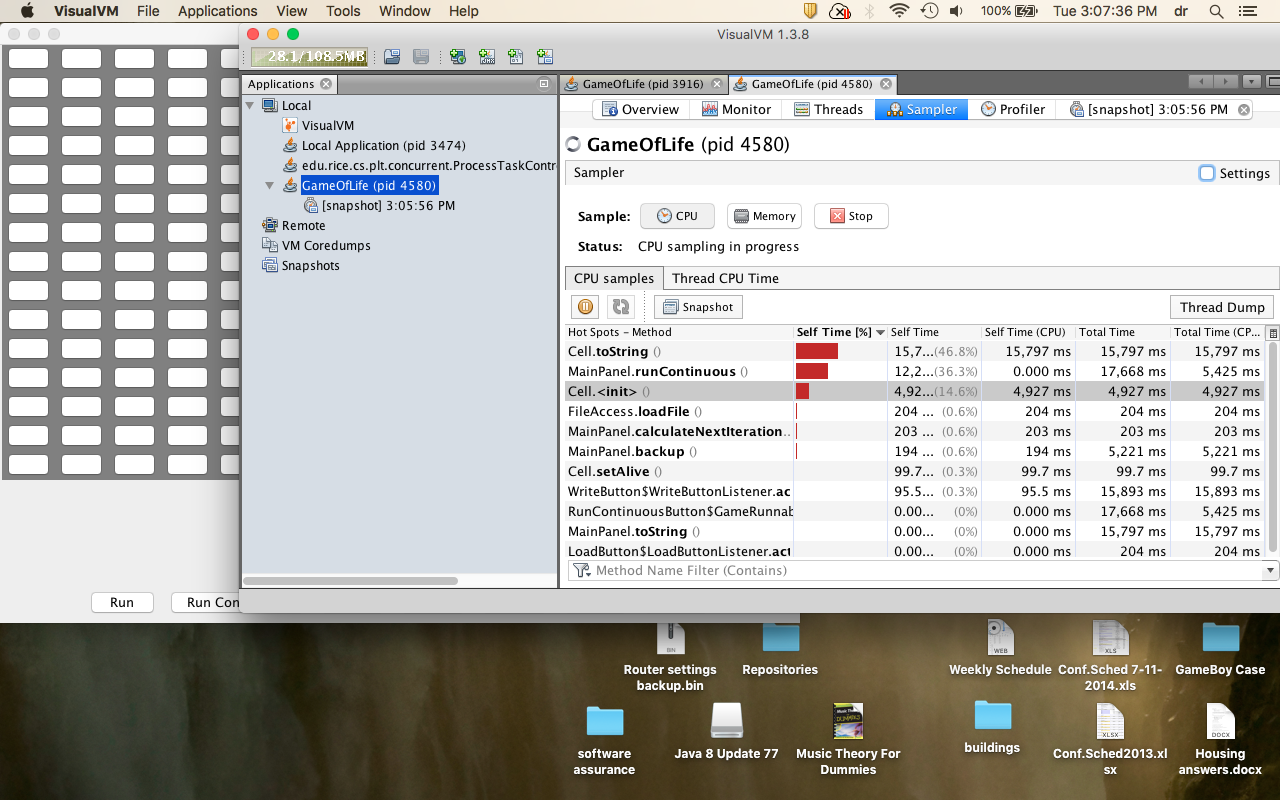 VisualVM File Applications View Tools Window Help 100% Tue 3:07:36 PM dr
VisualVM 1.3.8
28.1/108.5MB
Applications
Local
VisualVM
Local Application (pid 3474)
edu.rice.cs.plt.concurrent.ProcessTaskContr
GameOfLife (pid 4580)
[snapshot] 3:05:56 PM
Remote
VM Coredumps
Snapshots
GameOfLife (pid 3916) GameOfLife (pid 4580)
Overview Monitor Threads Sampler Profiler [snapshot] 3:05:56 PM
GameOfLife (pid 4580)
Sampler Settings
Sample: CPU Memory Stop
Status: CPU sampling in progress
CPU samples Thread CPU Time
Snapshot Thread Dump
Hot Spots – Method Self Time [%] Self Time Self Time (CPU) Total Time Total Time (CP...
Cell.toString () 15,7...(46.8%) 15,797 ms 15,797 ms 15,797 ms
MainPanel.runContinuous () 12,2...(36.3%) 0.000 ms 17,668 ms 5,425 ms
Cell.<init> () 4,92...(14.6%) 4,927 ms 4,927 ms 4,927 ms
FileAccess.loadFile () 204 ... (0.6%) 204 ms 204 ms 204 ms
MainPanel.calculateNextIteration.. 203 ... (0.6%) 203 ms 203 ms 203 ms
MainPanel.backup () 194 ... (0.6%) 194 ms 5,221 ms 5,221 ms
Cell.setAlive () 99.7... (0.3%) 99.7 ms 99.7 ms 99.7 ms
WriteButton$WriteButtonListener.ac 95.5... (0.3%) 95.5 ms 15,893 ms 15,893 ms
RunContinuousButton$GameRunnab 0.00... (0%) 0.000 ms 17,668 ms 5,425 ms
MainPanel.toString () 0.00... (0%) 0.000 ms 15,797 ms 15,797 ms
LoadButton$LoadButtonListener.act 0.00... (0%) 0.000 ms 204 ms 204 ms
Method Name Filter (Contains)
Run Run Con
BIN
WEB
XLS
Router settings
backup.bin
Repositories
Weekly Schedule
Conf.Sched 7-11-
2014.xls
GameBoy Case
Music Theory
DUMMIES
XLSX
DOCX
software
assurance
Java 8 Update 77
Music Theory For
Dummies
buildings
Conf.Sched2013.xl
sx
Housing
answers.docx